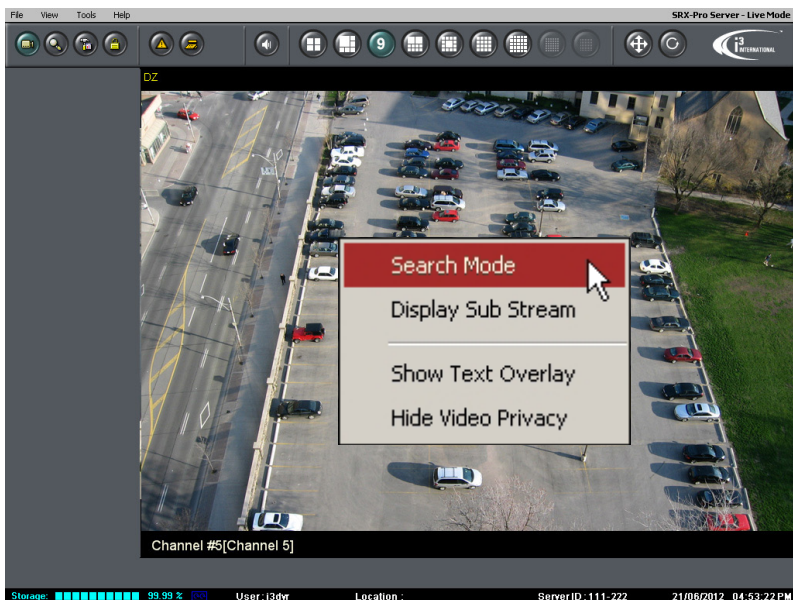 File View Tools Help SRX-Pro Server - Live Mode
9 i3 INTERNATIONAL
DZ
Search Mode
Display Sub Stream
Show Text Overlay
Hide Video Privacy
Channel #5[Channel 5]
Storage: 99.99 % User: i3dvr Location : Server ID : 111-222 21/06/2012 04:53:22 PM